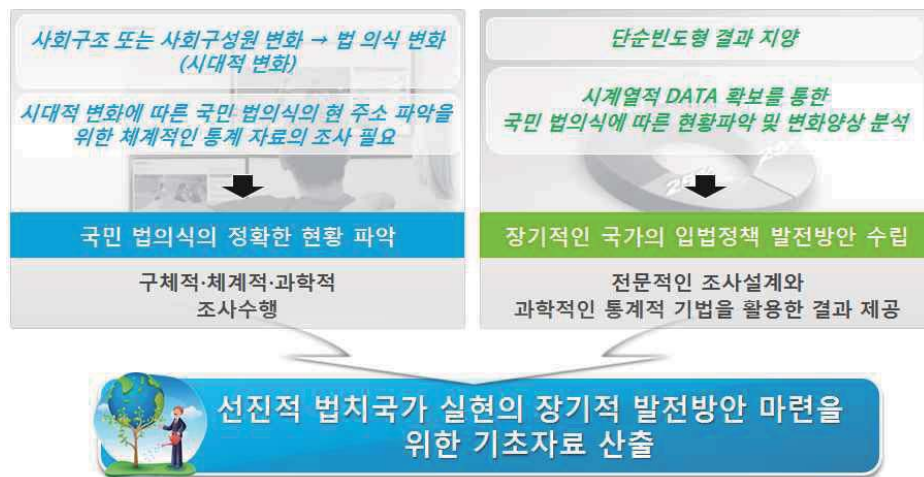 사회구조 또는 사회구성원 변화 → 법 의식 변화
(시대적 변화)
시대적 변화에 따른 국민 법의식의 현 주소 파악을
위한 체계적인 통계 자료의 조사 필요
국민 법의식의 정확한 현황 파악
구체적·체계적·과학적
조사수행
단순빈도형 결과 지양
시계열적 DATA 확보를 통한
국민 법의식에 따른 현황파악 및 변화양상 분석
장기적인 국가의 입법정책 발전방안 수립
전문적인 조사설계와
과학적인 통계적 기법을 활용한 결과 제공
선진적 법치국가 실현의 장기적 발전방안 마련을
위한 기초자료 산출